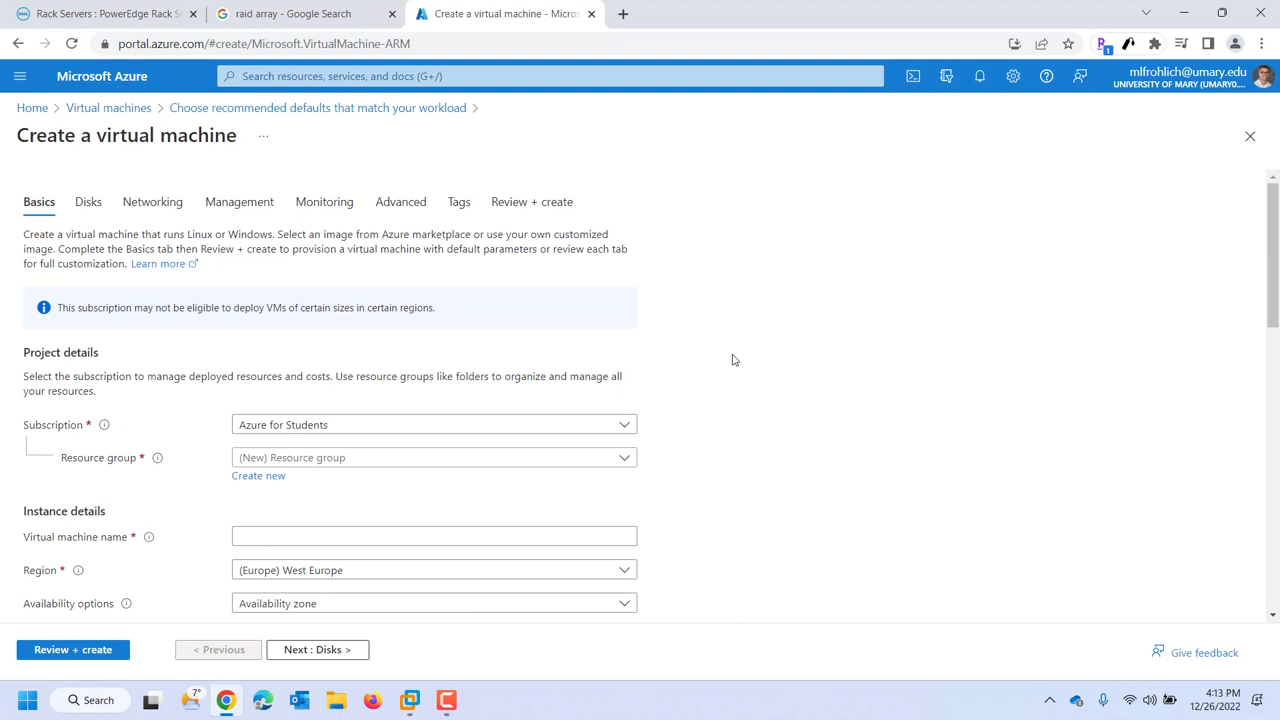 Rack Servers : PowerEdge Rack S
raid array - Google Search
Create a virtual machine - Micros
portal.azure.com/#create/Microsoft.VirtualMachine-ARM
Microsoft Azure
Search resources, services, and docs (G+/)
mlfrohlich@umary.edu
UNIVERSITY OF MARY (UMARY0....
Home > Virtual machines > Choose recommended defaults that match your workload >
Create a virtual machine ...
Basics Disks Networking Management Monitoring Advanced Tags Review + create
Create a virtual machine that runs Linux or Windows. Select an image from Azure marketplace or use your own customized
image. Complete the Basics tab then Review + create to provision a virtual machine with default parameters or review each tab
for full customization. Learn more
This subscription may not be eligible to deploy VMs of certain sizes in certain regions.
Project details
Select the subscription to manage deployed resources and costs. Use resource groups like folders to organize and manage all
your resources.
Subscription * Azure for Students
Resource group * (New) Resource group
Create new
Instance details
Virtual machine name *
Region * (Europe) West Europe
Availability options Availability zone
Review + create < Previous Next : Disks >
Give feedback
Search
7°
4:13 PM
12/26/2022